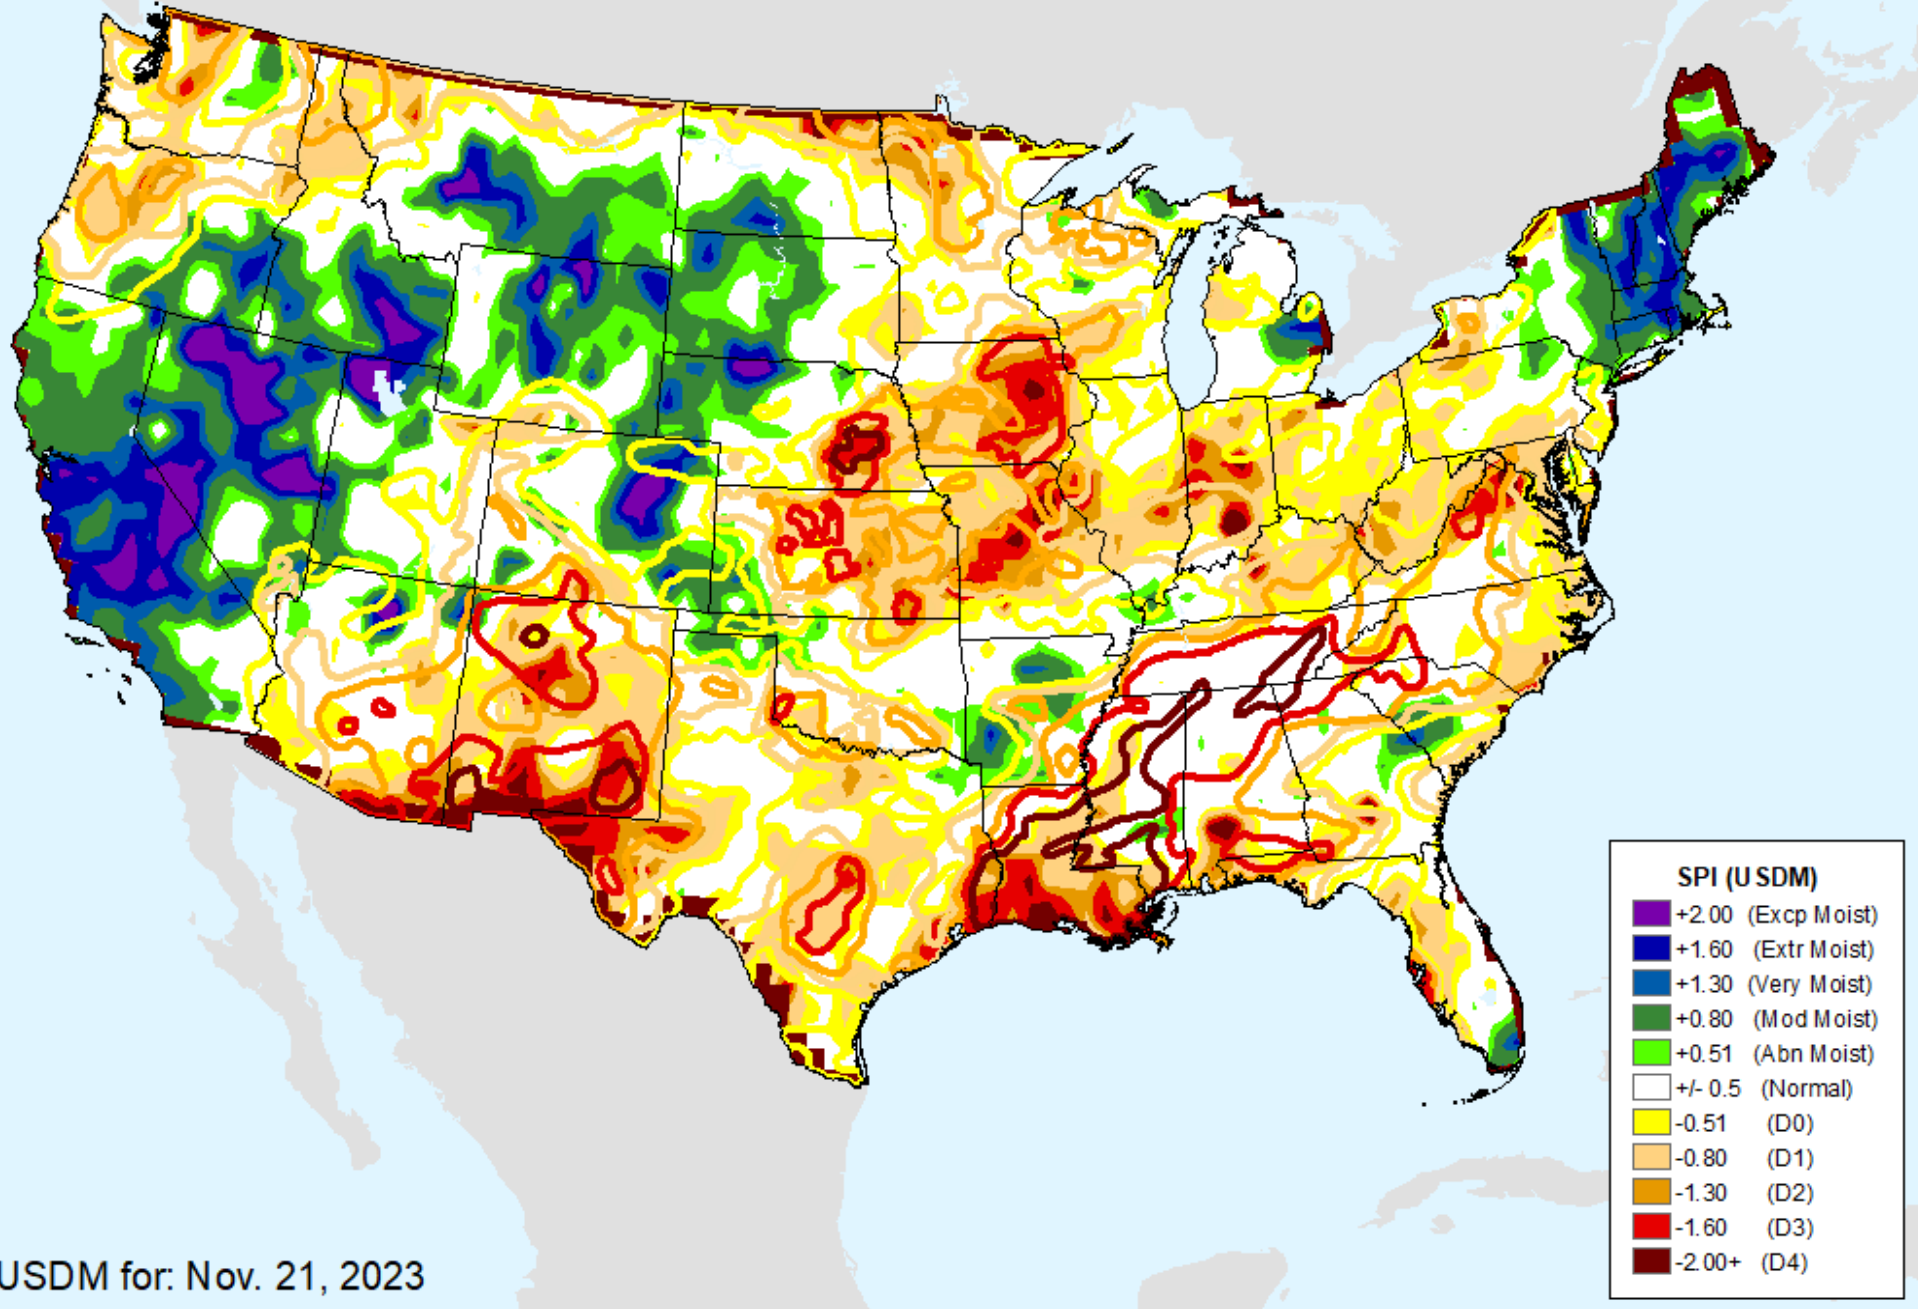 SPI (USDM)
+2.00 (Excp Moist)
+1.60 (Extr Moist)
+1.30 (Very Moist)
+0.80 (Mod Moist)
+0.51 (Abn Moist)
+/- 0.5 (Normal)
-0.51 (D0)
-0.80 (D1)
-1.30 (D2)
-1.60 (D3)
-2.00+ (D4)
USDM for: Nov. 21, 2023